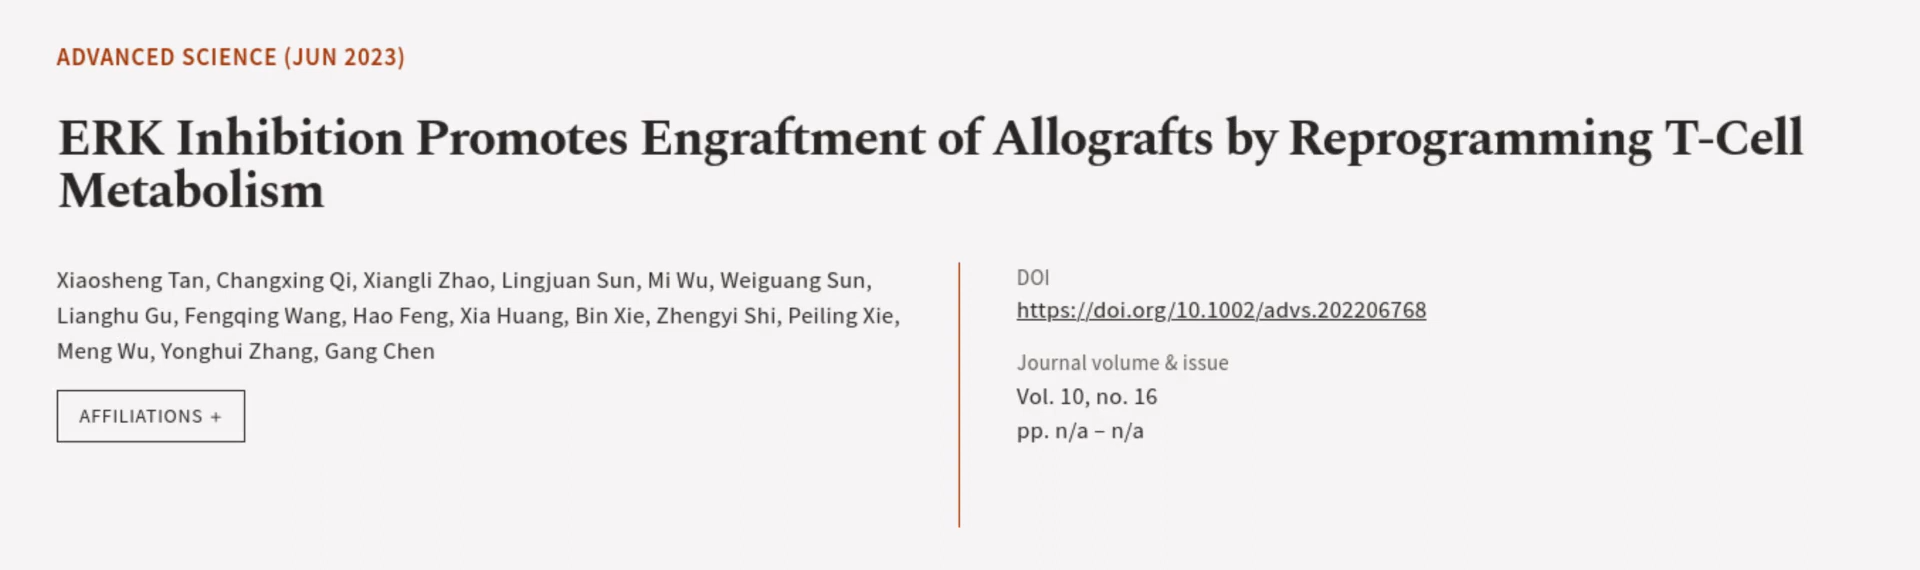 ADVANCED SCIENCE (JUN 2023)
ERK Inhibition Promotes Engraftment of Allografts by Reprogramming T-Cell
Metabolism
Xiaosheng Tan, Changxing Qi, Xiangli Zhao, Lingjuan Sun, Mi Wu, Weiguang Sun,
Lianghu Gu, Fengqing Wang, Hao Feng, Xia Huang, Bin Xie, Zhengyi Shi, Peiling Xie,
Meng Wu, Yonghui Zhang, Gang Chen
AFFILIATIONS +
DOI
https://doi.org/10.1002/advs.202206768
Journal volume & issue
Vol. 10, no. 16
pp. n/a – n/a